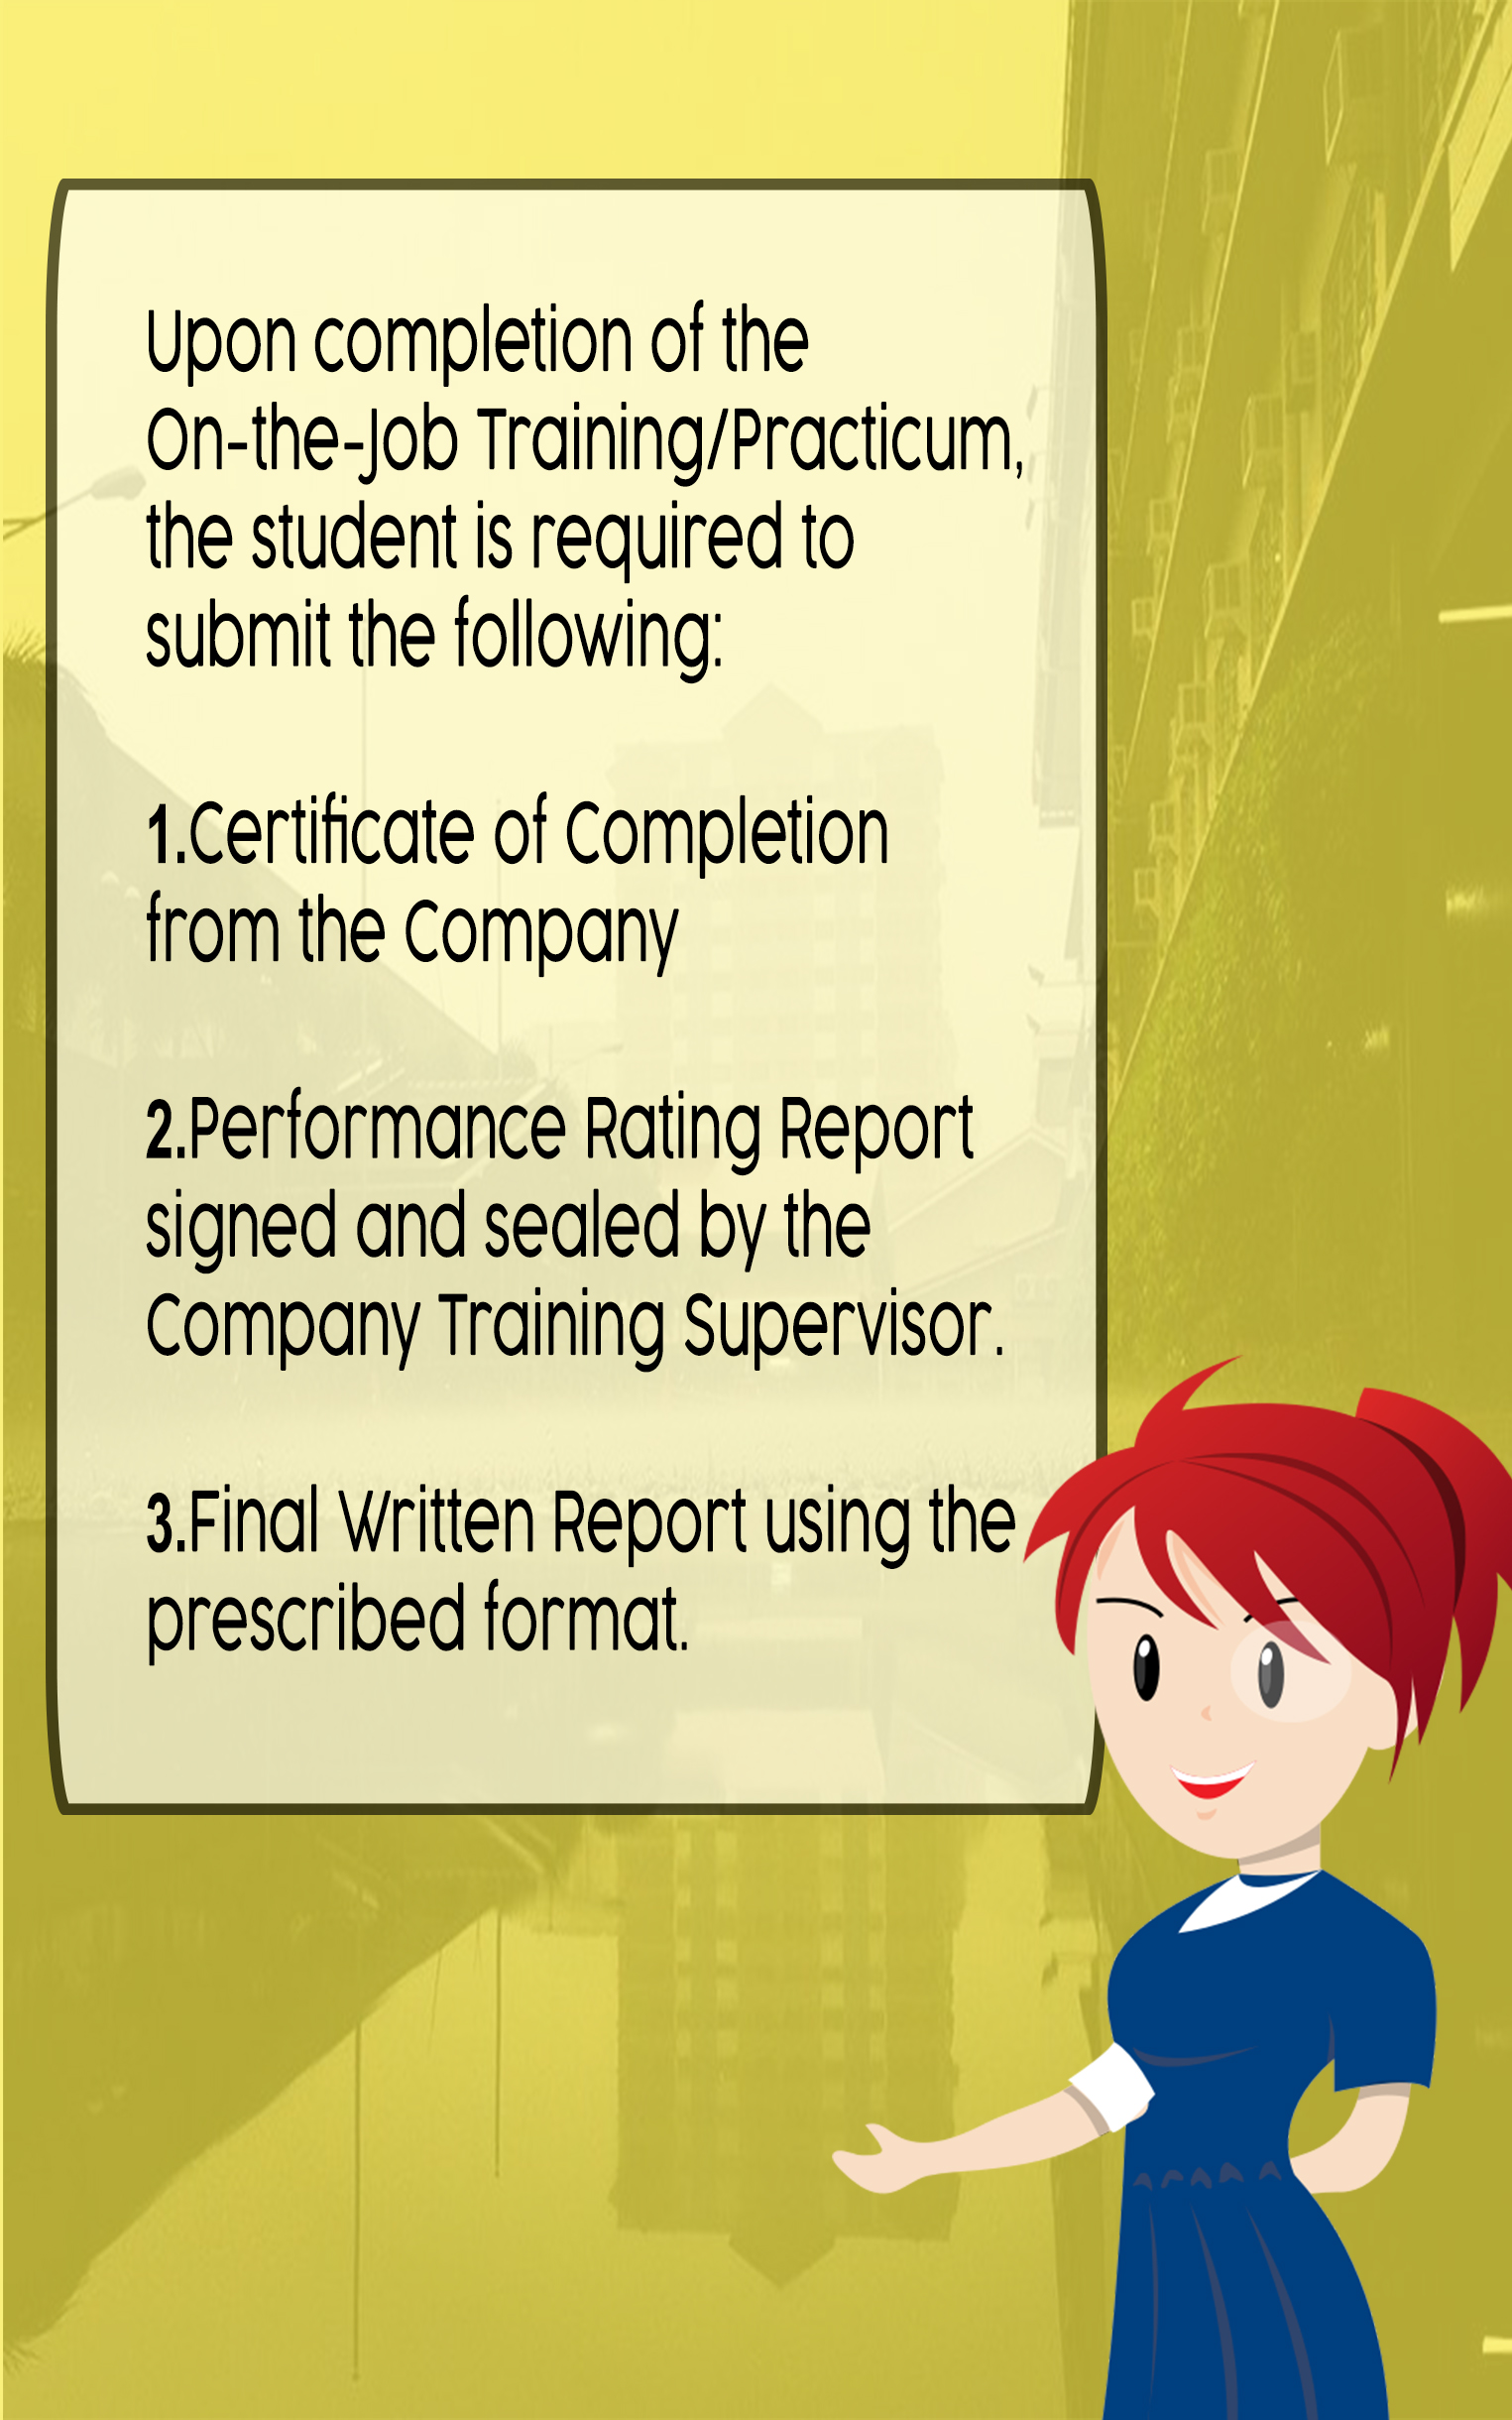 Upon completion of the
On-the-Job Training/Practicum,
the student is required to
submit the following:
1.Certificate of Completion
from the Company
2.Performance Rating Report
signed and sealed by the
Company Training Supervisor.
3.Final Written Report using the
prescribed format.